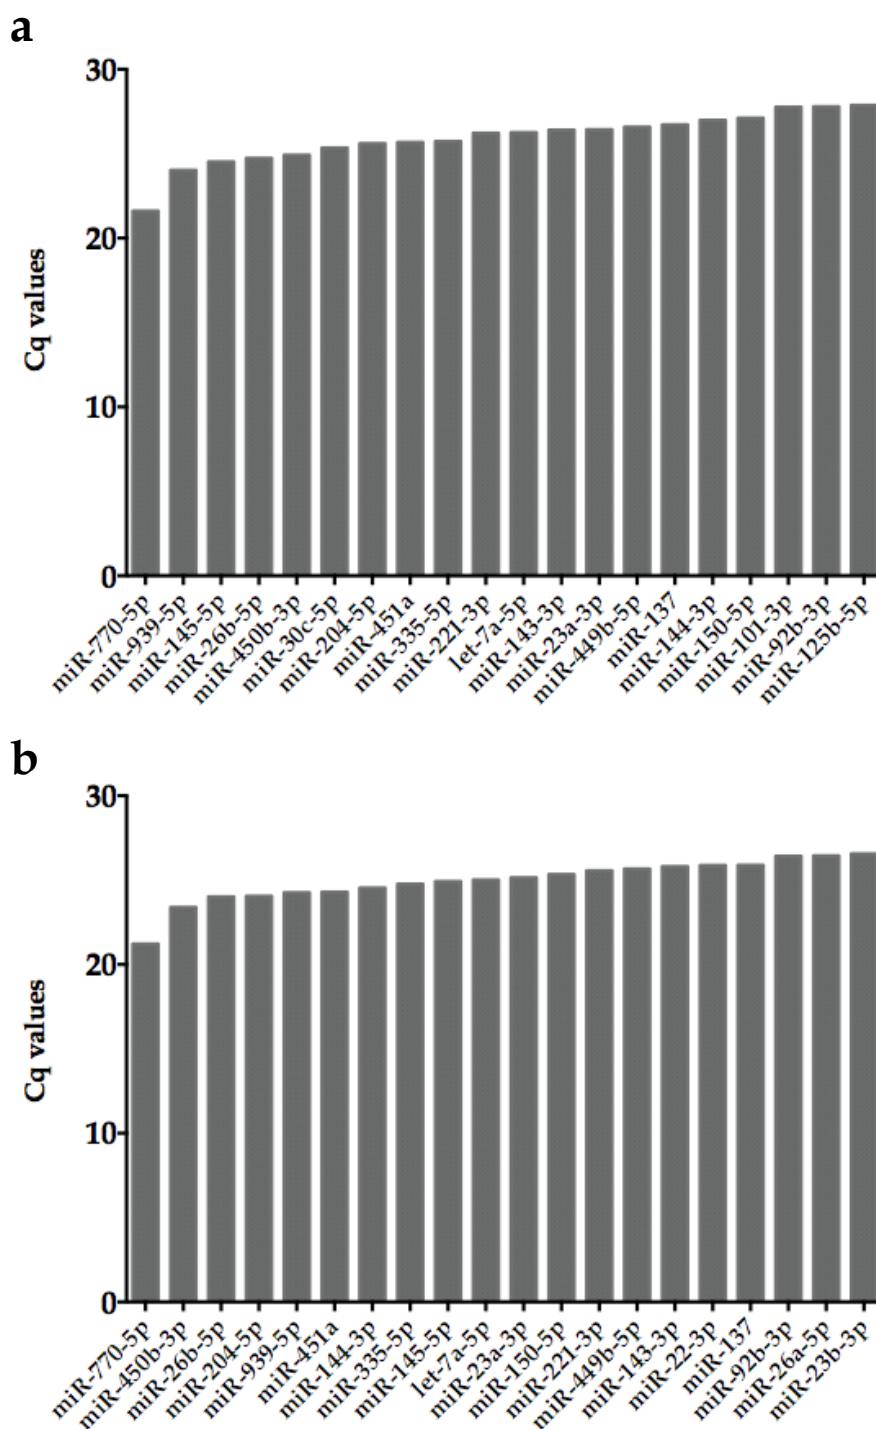 a
30
20
10
0
Cq values
miR-770-5p
miR-939-5p
miR-145-5p
miR-26b-5p
miR-450b-3p
miR-30c-5p
miR-204-5p
miR-451a
miR-335-5p
miR-221-3p
let-7a-5p
miR-143-3p
miR-23a-3p
miR-449b-5p
miR-137
miR-144-3p
miR-150-5p
miR-101-3p
miR-92b-3p
miR-125b-5p
b
30
20
10
0
Cq values
miR-770-5p
miR-450b-3p
miR-26b-5p
miR-204-5p
miR-939-5p
miR-451a
miR-144-3p
miR-335-5p
miR-145-5p
let-7a-5p
miR-23a-3p
miR-150-5p
miR-221-3p
miR-449b-5p
miR-143-3p
miR-22-3p
miR-137
miR-92b-3p
miR-26a-5p
miR-23b-3p